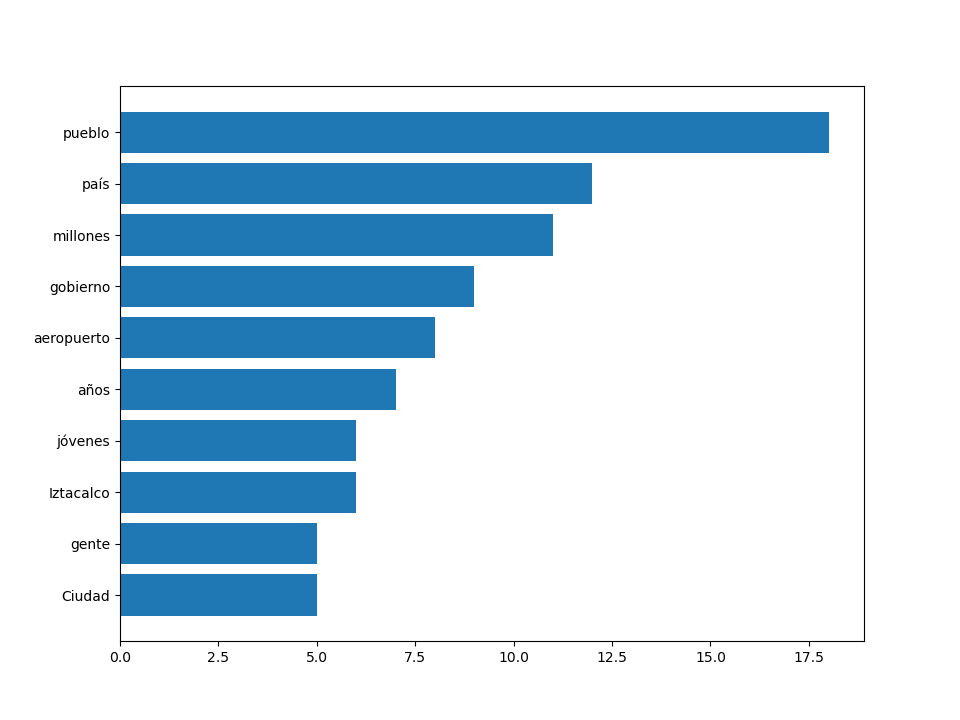 pueblo
país
millones
gobierno
aeropuerto
años
jóvenes
Iztacalco
gente
Ciudad
0.0 2.5 5.0 7.5 10.0 12.5 15.0 17.5